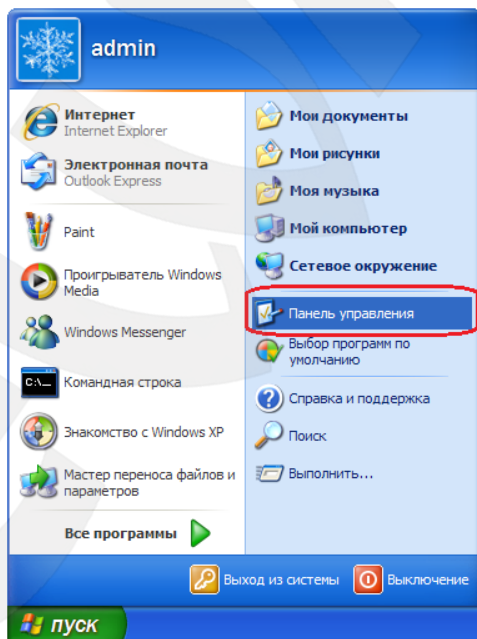 admin
Интернет
Internet Explorer
Электронная почта
Outlook Express
Paint
Проигрыватель Windows
Media
Windows Messenger
C:\_
Командная строка
Знакомство с Windows XP
Мастер переноса файлов и
параметров
Все программы
Мои документы
Мои рисунки
Моя музыка
Мой компьютер
Сетевое окружение
Панель управления
Выбор программ по
умолчанию
Справка и поддержка
Поиск
Выполнить...
Выход из системы
Выключение
пуск